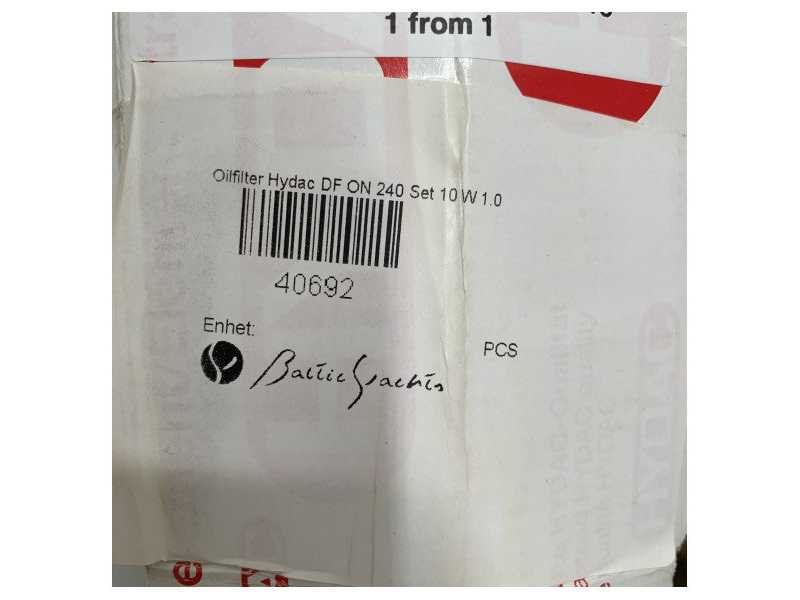 1 from 1
Oilfilter Hydac DF ON 240 Set 10 W 1.0
40692
Enhet:
PCS
Baltic Yachts